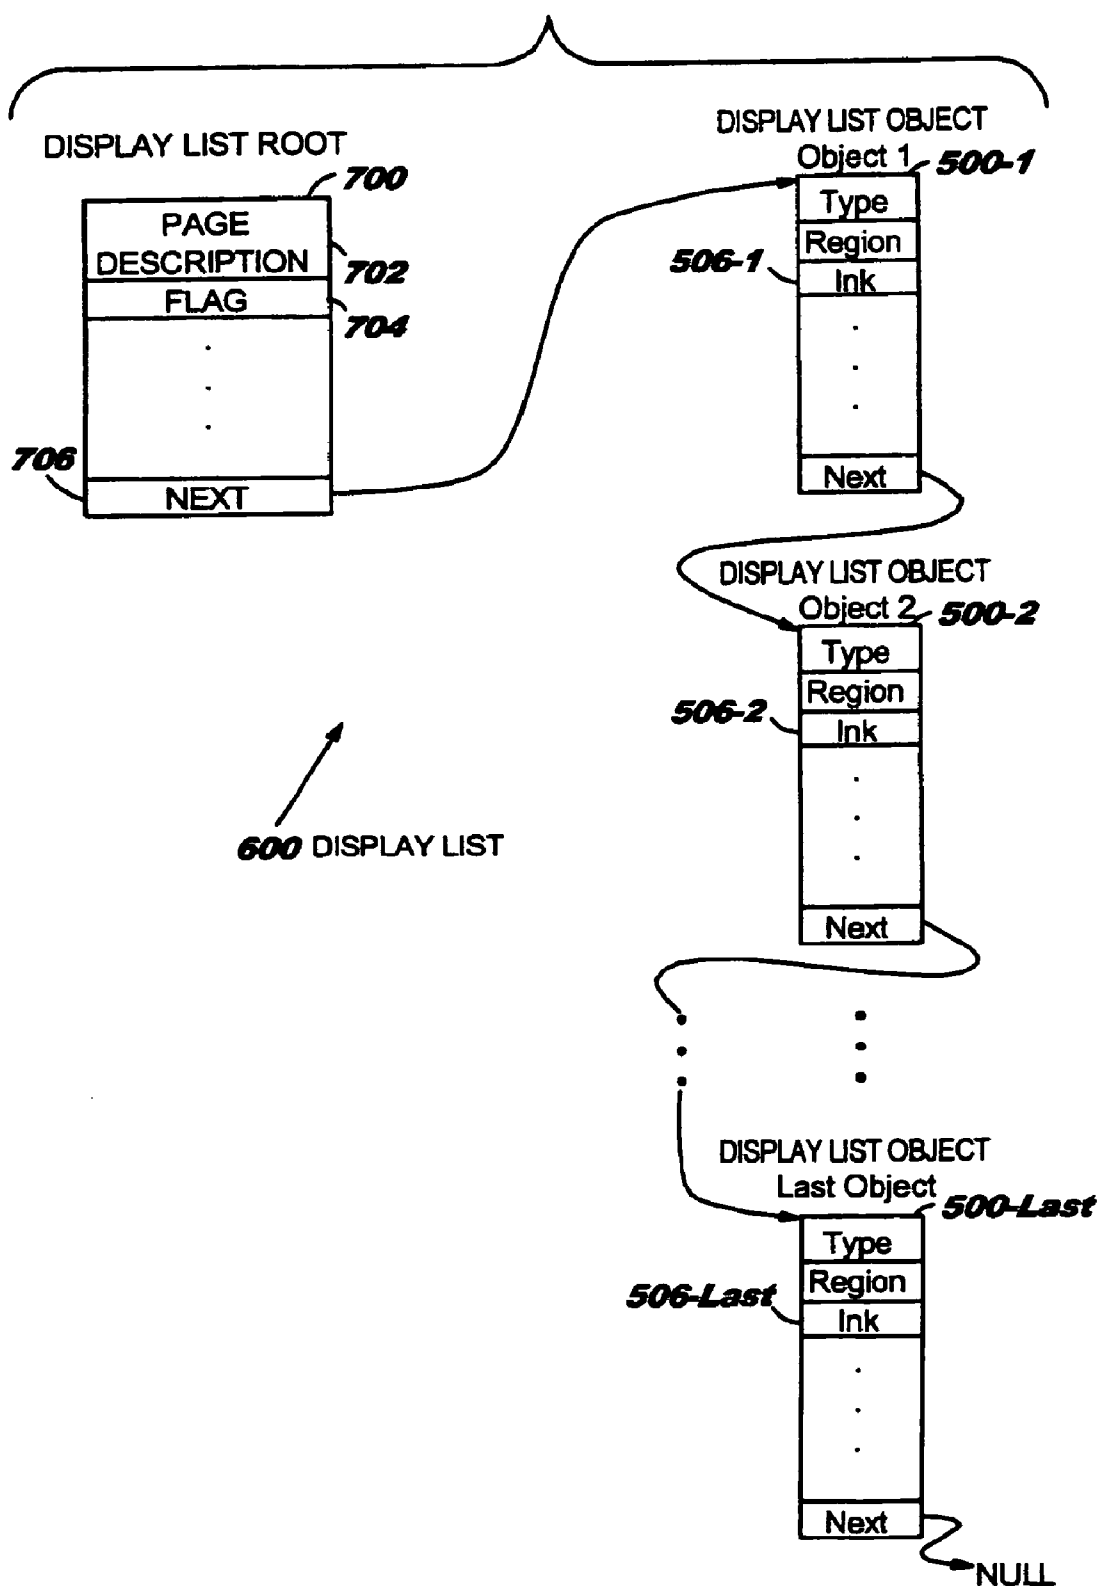 DISPLAY LIST ROOT
700
PAGE
DESCRIPTION
702
FLAG
704
706
NEXT
DISPLAY LIST OBJECT
Object 1
500-1
Type
Region
506-1
Ink
Next
DISPLAY LIST OBJECT
Object 2
500-2
Type
Region
506-2
Ink
Next
600 DISPLAY LIST
DISPLAY LIST OBJECT
Last Object
500-Last
Type
Region
506-Last
Ink
Next
NULL